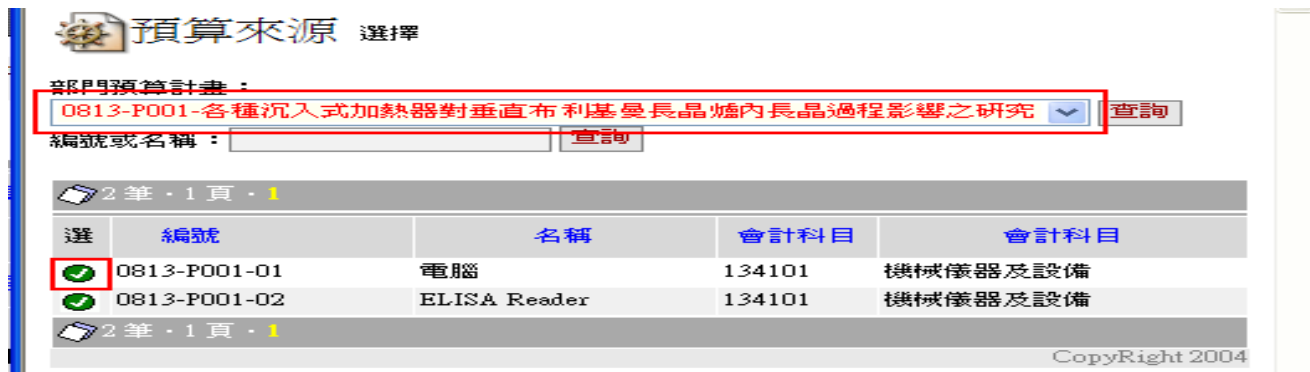 預算來源 選擇
部門預算計畫：
0813-P001-各種沉入式加熱器對垂直布利基曼長晶爐內長晶過程影響之研究 查詢
編號或名稱： 查詢
2 筆．1 頁．1
選 編號 名稱 會計科目 會計科目
0813-P001-01 電腦 134101 機械儀器及設備
0813-P001-02 ELISA Reader 134101 機械儀器及設備
2 筆．1 頁．1
CopyRight 2004